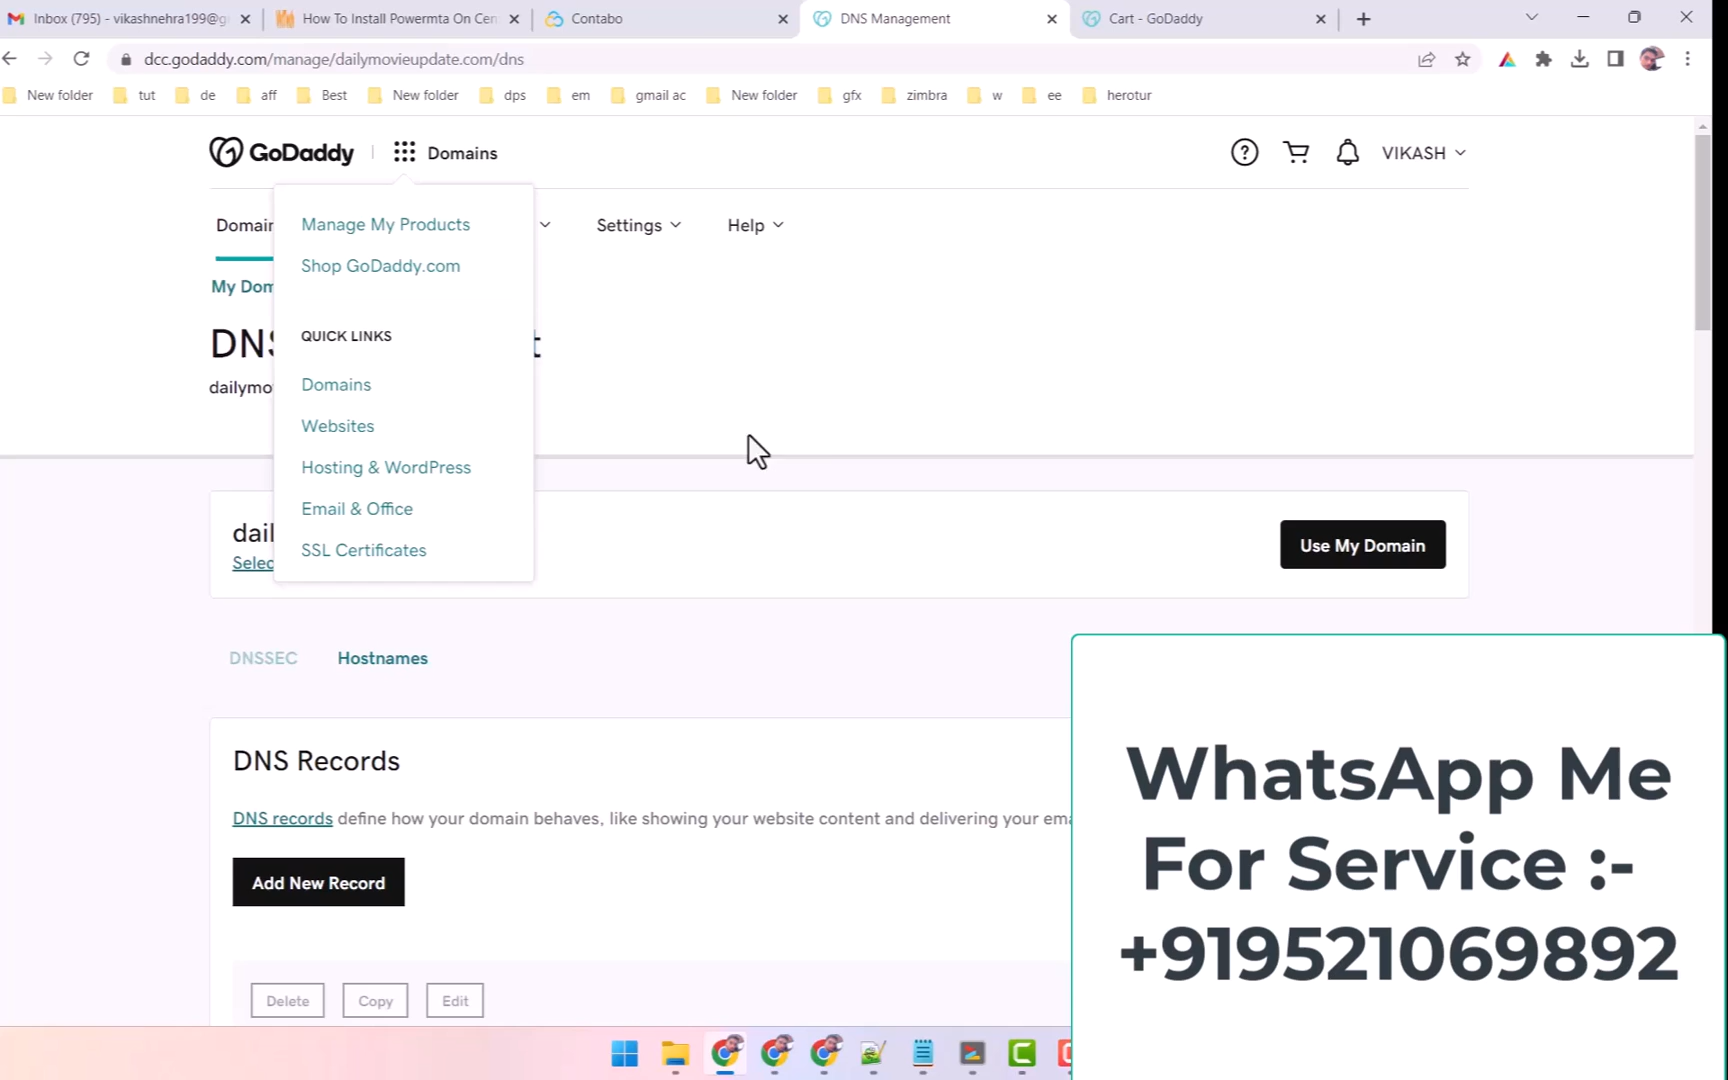 Inbox (795) - vikashnehra199@g
How To Install Powermta On Cen
Contabo
DNS Management
Cart - GoDaddy
dcc.godaddy.com/manage/dailymovieupdate.com/dns
New folder
tut
de
aff
Best
New folder
dps
em
gmail ac
New folder
gfx
zimbra
w
ee
herotur
GoDaddy
Domains
VIKASH
Domain
Manage My Products
Settings
Help
Shop GoDaddy.com
My Dom
QUICK LINKS
DNS t
Domains
dailymo
Websites
Hosting & WordPress
Email & Office
dail
Use My Domain
SSL Certificates
Selec
DNSSEC
Hostnames
DNS Records
DNS records define how your domain behaves, like showing your website content and delivering your ema
Add New Record
Delete
Copy
Edit
WhatsApp Me
For Service :-
+919521069892